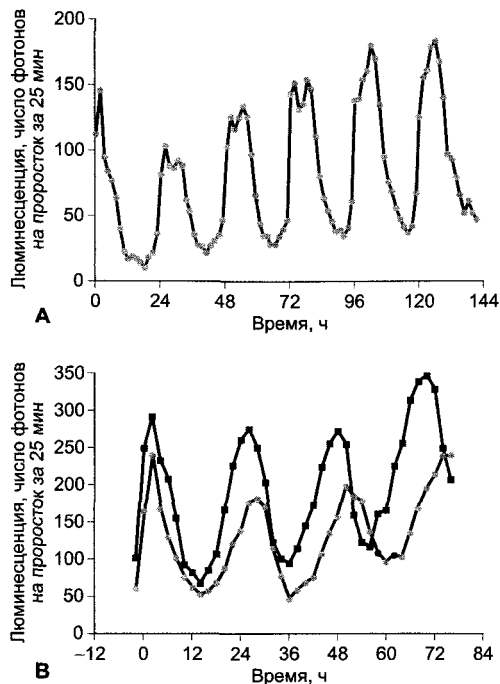 Люминесценция, число фотонов
на проросток за 25 мин
200
150
100
50
0
0 24 48 72 96 120 144
Время, ч
А
Люминесценция, число фотонов
на проросток за 25 мин
350
300
250
200
150
100
50
0
–12 0 12 24 36 48 60 72 84
Время, ч
В